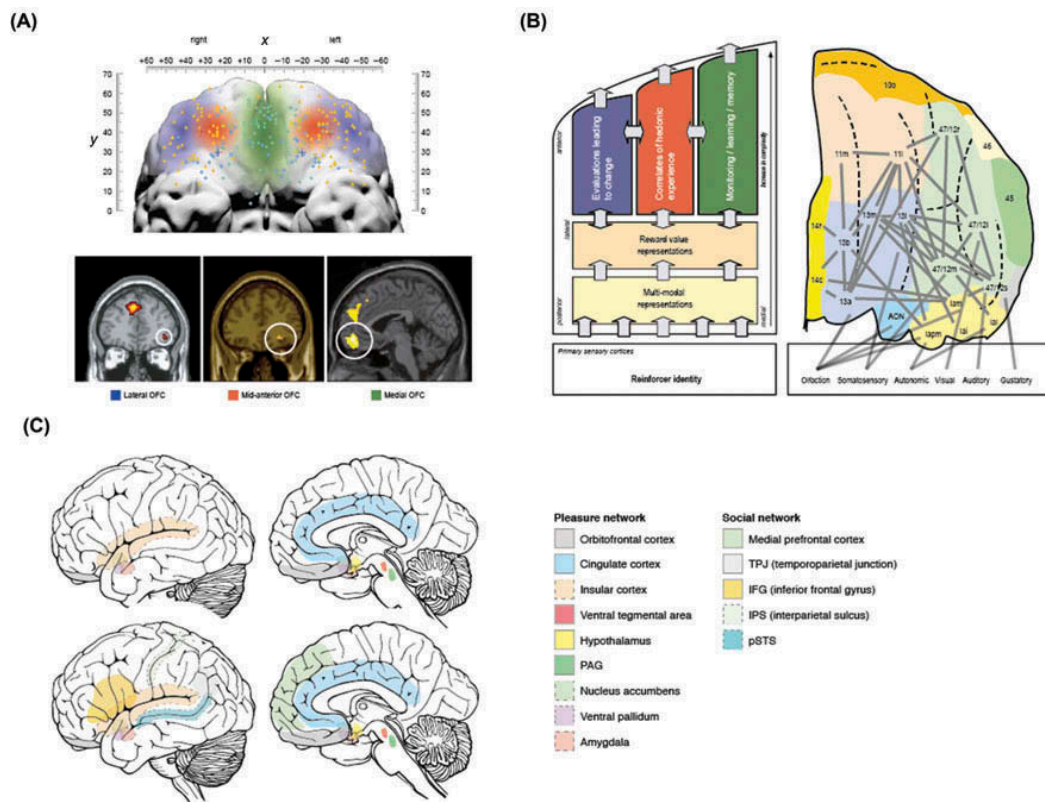 (A)
right x left
+60 +50 +40 +30 +20 +10 0 -10 -20 -30 -40 -50 -60
70 70
60 60
50 50
y
40 40
30 30
20 20
10 10
0 0
Lateral OFC Mid-anterior OFC Medial OFC
(B)
anterior
Evaluations leading
to change
Correlates of hedonic
experience
Monitoring / learning / memory
Increase in complexity
lateral
Reward value
representations
Multi-modal
representations
posterior
medial
Primary sensory cortices
Reinforcer identity
10o
47/12r
46
11m
11l
45
14r
13m
13l
47/12l
13b
14c
47/12m
47/12s
13a
Iam
AON
Iapm
Iai
Ial
Olfaction Somatosensory Autonomic Visual Auditory Gustatory
(C)
Pleasure network
Orbitofrontal cortex
Cingulate cortex
Insular cortex
Ventral tegmental area
Hypothalamus
PAG
Nucleus accumbens
Ventral pallidum
Amygdala
Social network
Medial prefrontal cortex
TPJ (temporoparietal junction)
IFG (inferior frontal gyrus)
IPS (interparietal sulcus)
pSTS